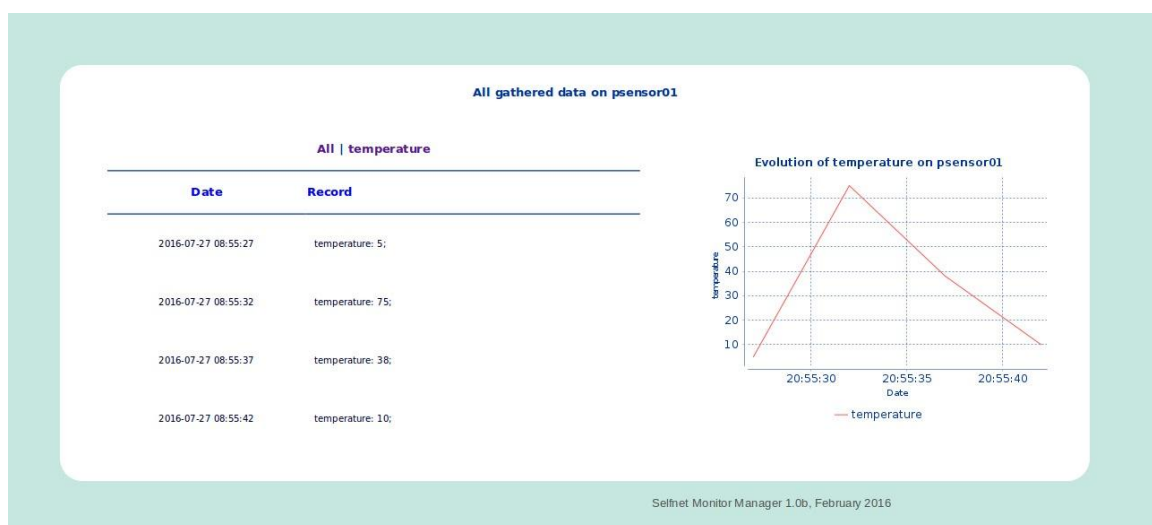 All gathered data on psensor01
All | temperature
Date Record
2016-07-27 08:55:27 temperature: 5;
2016-07-27 08:55:32 temperature: 75;
2016-07-27 08:55:37 temperature: 38;
2016-07-27 08:55:42 temperature: 10;
Evolution of temperature on psensor01
70
60
50
40
30
20
10
temperature
20:55:30 20:55:35 20:55:40
Date
temperature
Selfnet Monitor Manager 1.0b, February 2016